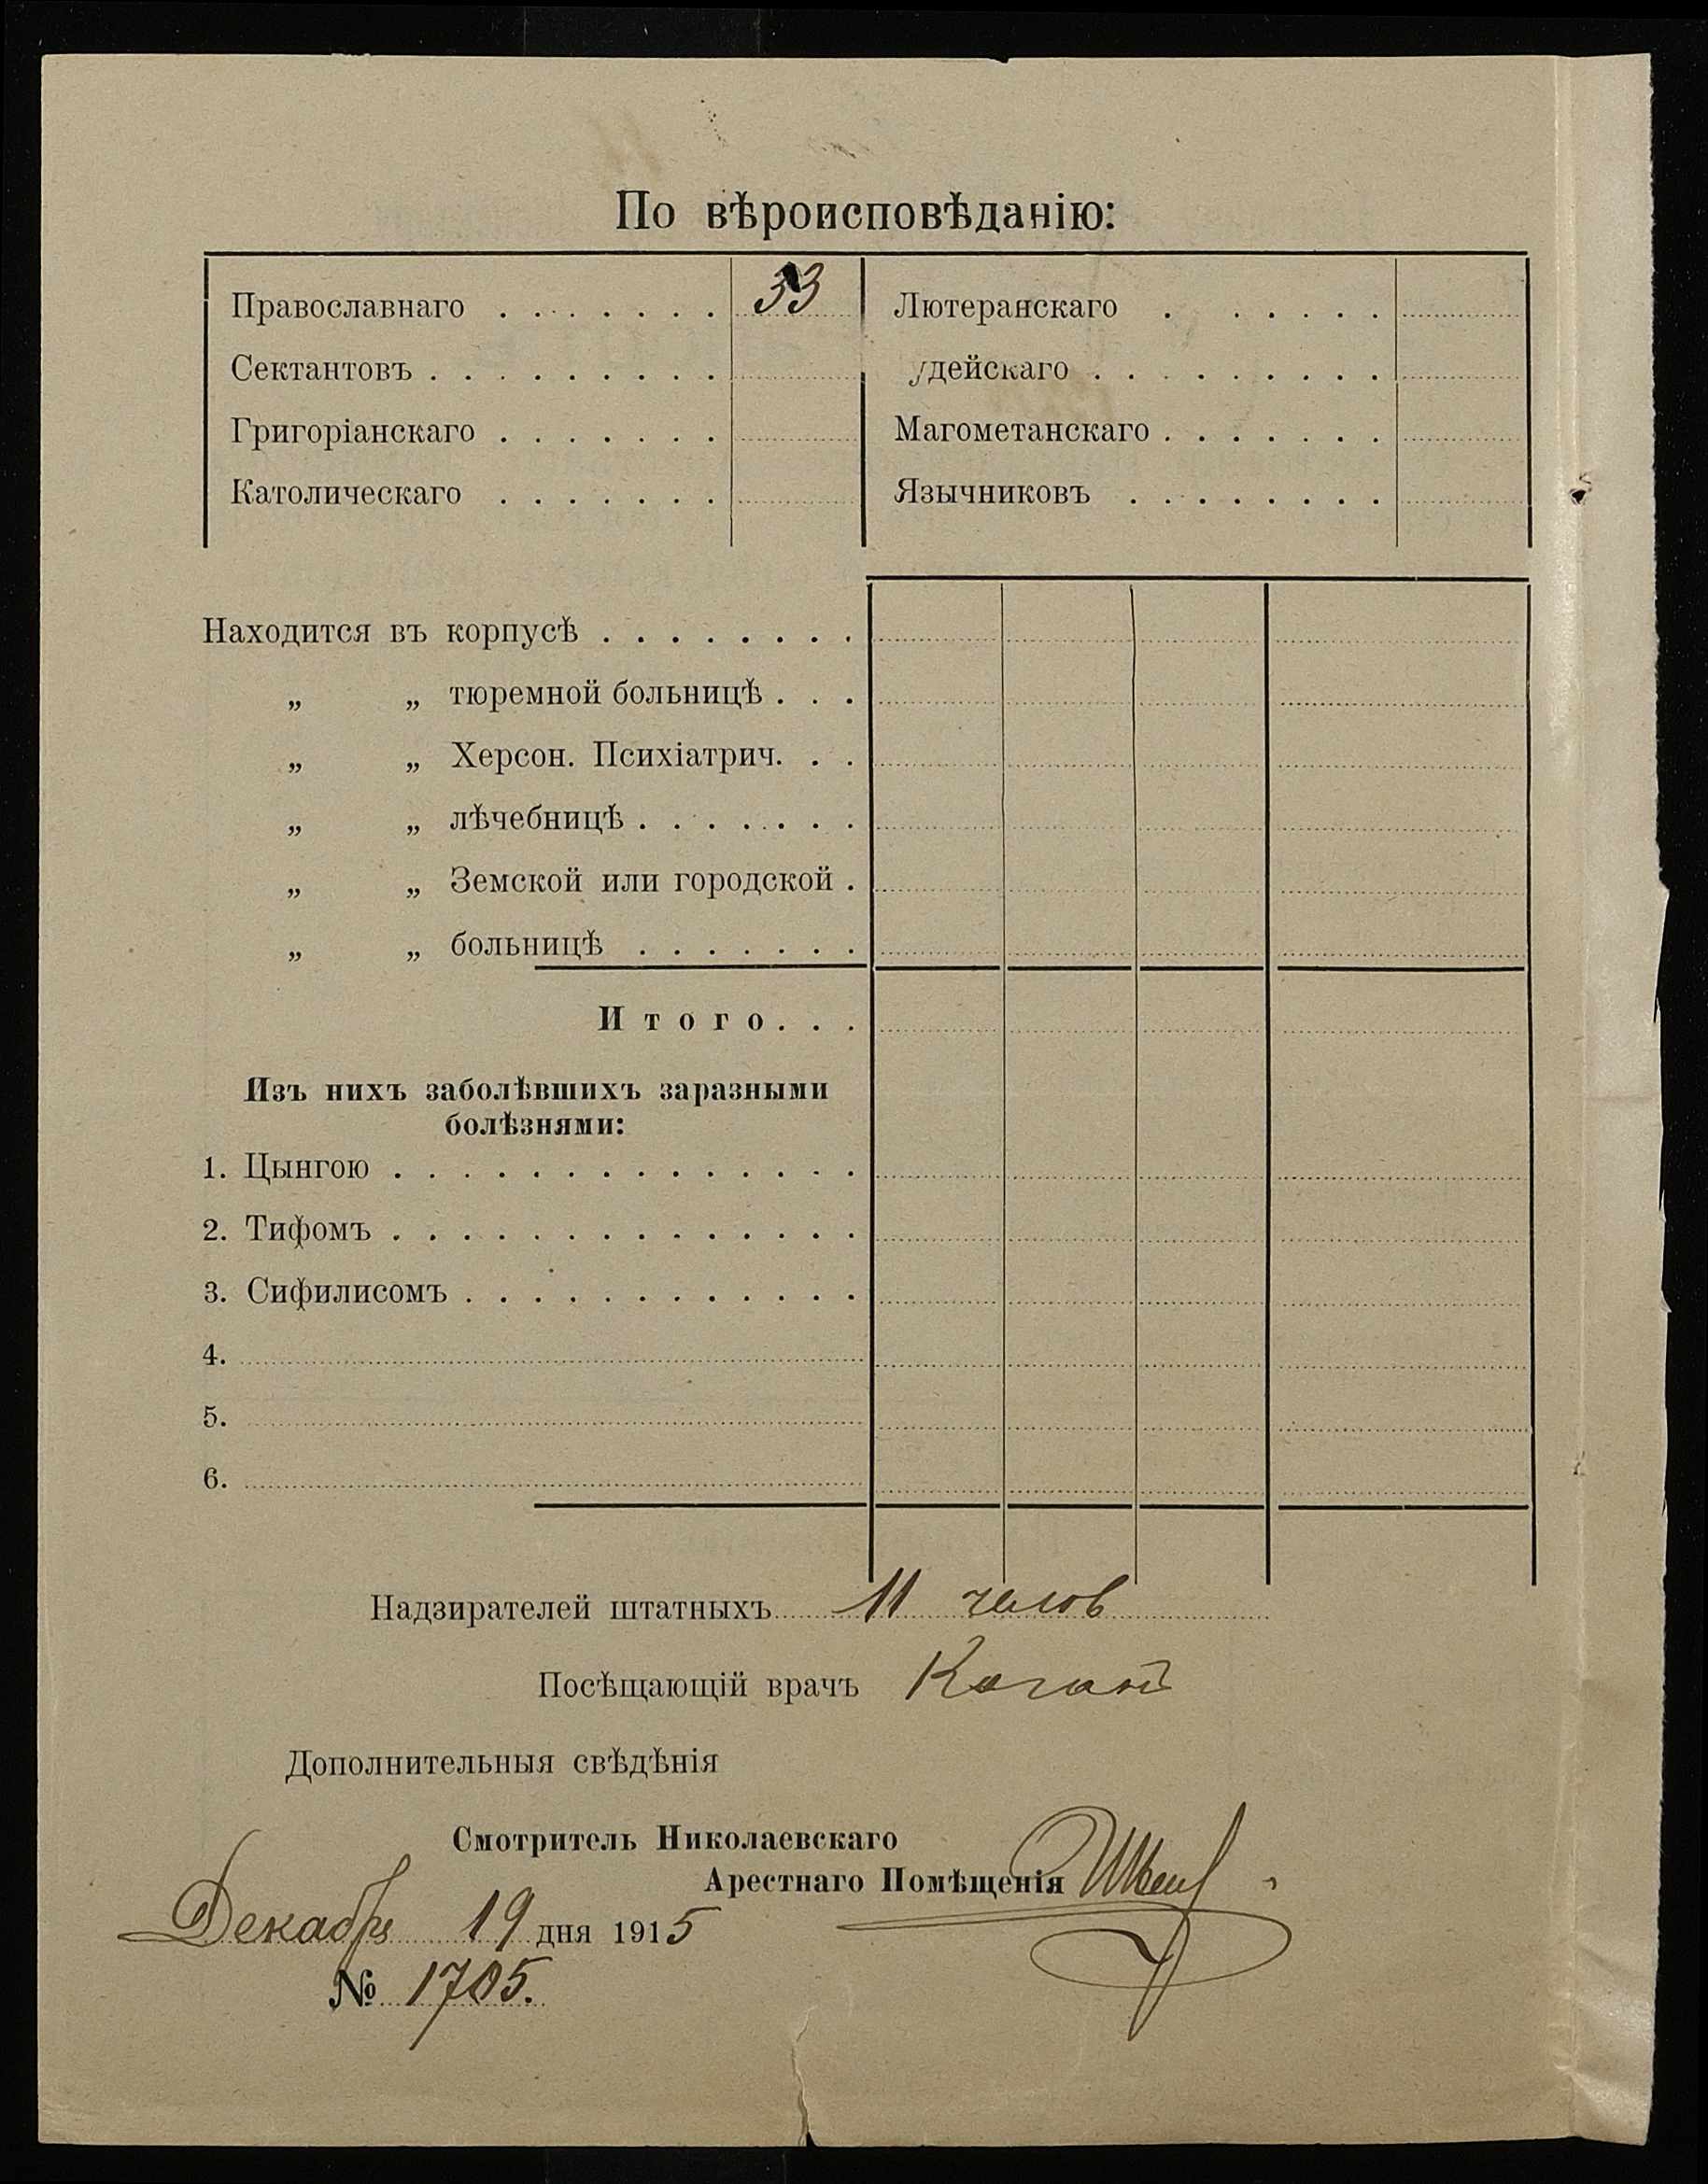 По вѣроисповѣданію:
Православнаго . . . . . . . 33 Лютеранскаго . . . . . .
Сектантовъ . . . . . . . . . удейскаго . . . . . . . . .
Григоріанскаго . . . . . . . Магометанскаго . . . . . . .
Католическаго . . . . . . . Язычниковъ . . . . . . . .
Находится въ корпусѣ . . . . . . . .
„ „ тюремной больницѣ . . .
„ „ Херсон. Психіатрич. . .
„ „ лѣчебницѣ . . . . . . .
„ „ Земской или городской .
„ „ больницѣ . . . . . . .
Итого. . .
Изъ нихъ заболѣвшихъ заразными
болѣзнями:
1. Цынгою . . . . . . . . . . . . . .
2. Тифомъ . . . . . . . . . . . . . .
3. Сифилисомъ . . . . . . . . . . . .
4.
5.
6.
Надзирателей штатныхъ 11 челов
Посѣщающій врачъ Коганъ
Дополнительныя свѣдѣнія
Смотритель Николаевскаго
Арестнаго Помѣщенія
Декабря 19 дня 1915
№ 1705.